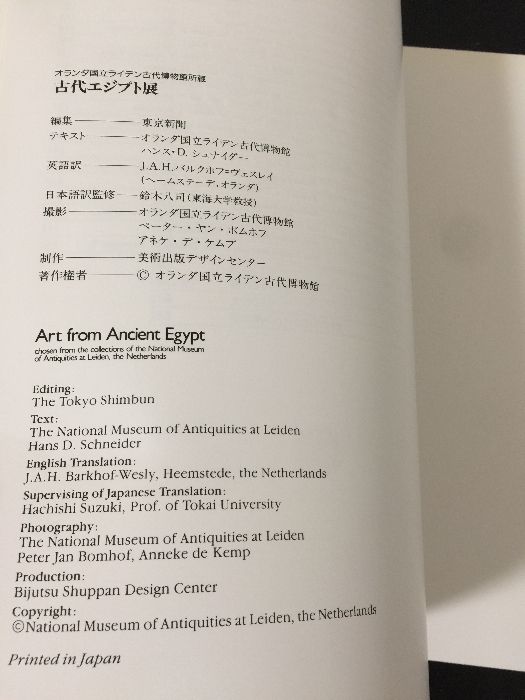 オランダ国立ライデン古代博物館所蔵
古代エジプト展
編集 — 東京新聞
テキスト — オランダ国立ライデン古代博物館
ハンス・D. シュナイダー
英語訳 — J.A.H.バルクホフ=ヴェスレイ
(ヘームステーデ,オランダ)
日本語訳監修 — 鈴木八司(東海大学教授)
撮影 — オランダ国立ライデン古代博物館
ペーター・ヤン・ボムホフ
アネケ・デ・ケムプ
制作 — 美術出版デザインセンター
著作権者 — © オランダ国立ライデン古代博物館
Art from Ancient Egypt
chosen from the collections of the National Museum
of Antiquities at Leiden, the Netherlands
Editing:
The Tokyo Shimbun
Text:
The National Museum of Antiquities at Leiden
Hans D. Schneider
English Translation:
J.A.H. Barkhof-Wesly, Heemstede, the Netherlands
Supervising of Japanese Translation:
Hachishi Suzuki, Prof. of Tokai University
Photography:
The National Museum of Antiquities at Leiden
Peter Jan Bomhof, Anneke de Kemp
Production:
Bijutsu Shuppan Design Center
Copyright:
©National Museum of Antiquities at Leiden, the Netherlands
Printed in Japan